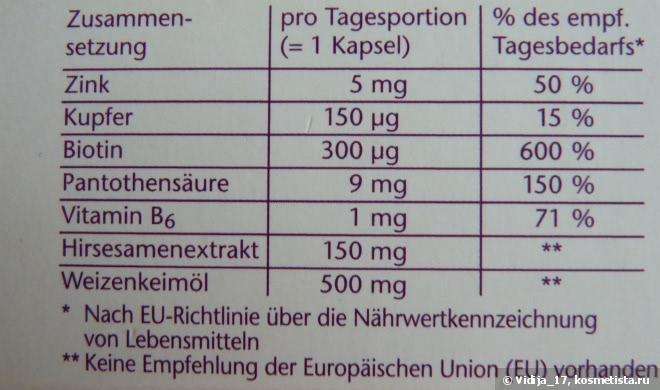 Zusammen- pro Tagesportion % des empf.
setzung (= 1 Kapsel) Tagesbedarfs*
Zink 5 mg 50 %
Kupfer 150 µg 15 %
Biotin 300 µg 600 %
Pantothensäure 9 mg 150 %
Vitamin B6 1 mg 71 %
Hirsesamenextrakt 150 mg **
Weizenkeimöl 500 mg **
* Nach EU-Richtlinie über die Nährwertkennzeichnung
von Lebensmitteln
** Keine Empfehlung der Europäischen Union (EU) vorhanden
© Vidija_17, kosmetista.ru